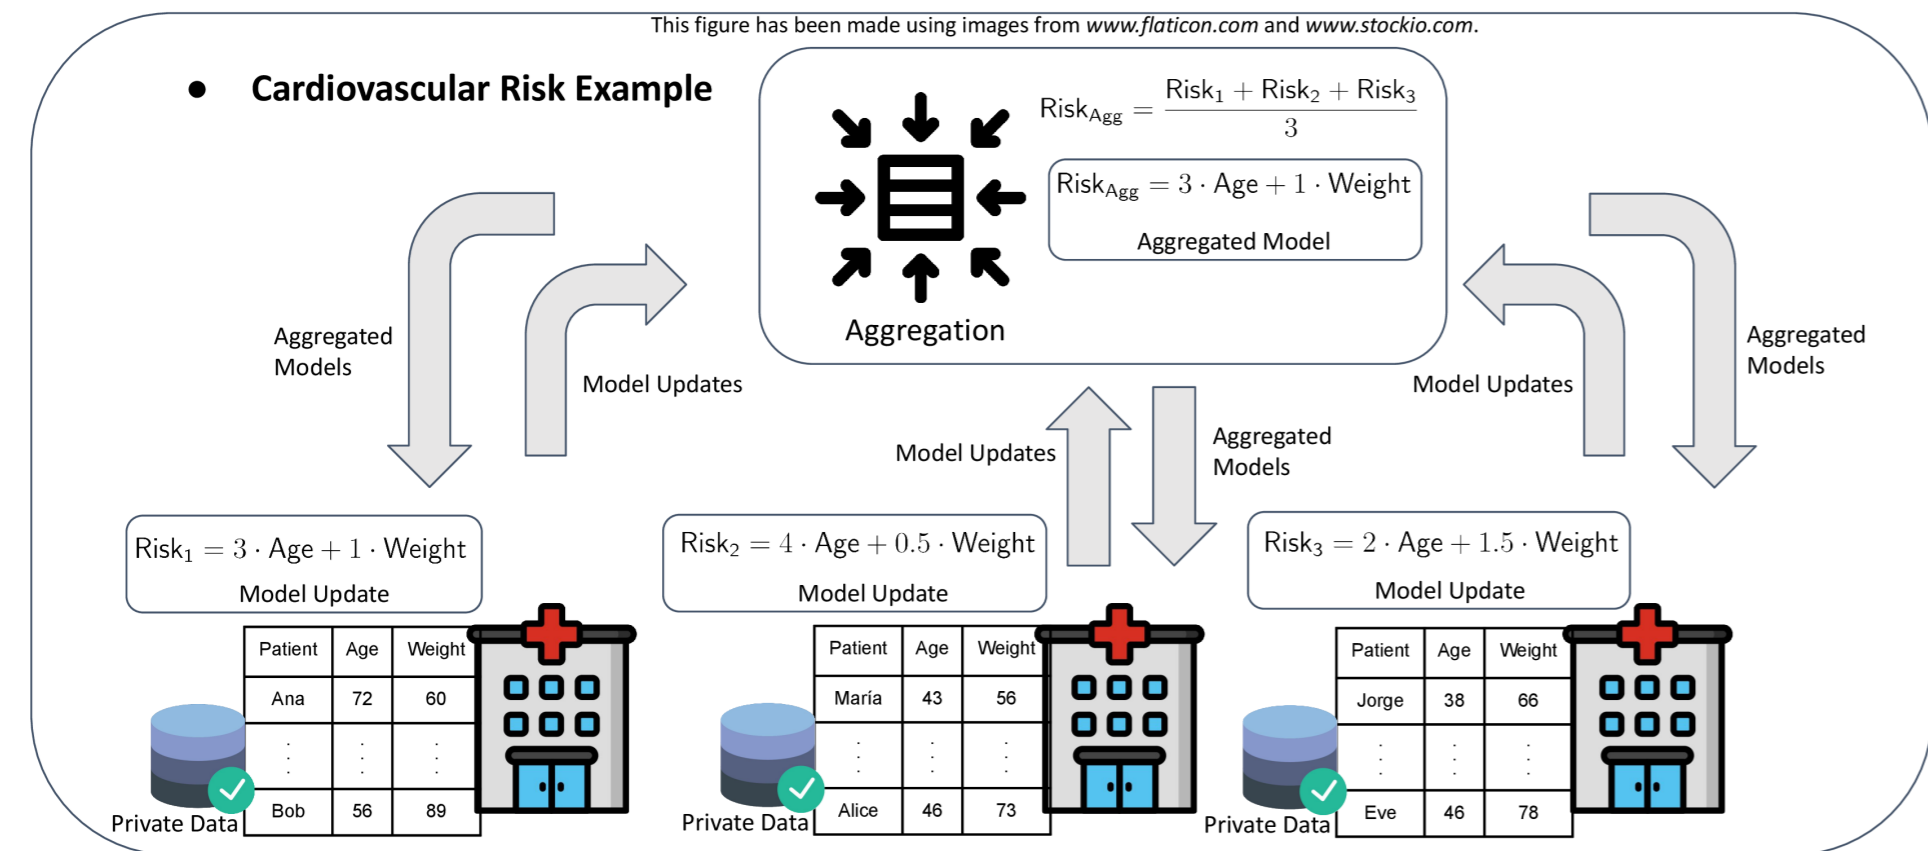 This figure has been made using images from www.flaticon.com and www.stockio.com.
● Cardiovascular Risk Example
Risk_Agg = (Risk₁ + Risk₂ + Risk₃) / 3
Risk_Agg = 3 · Age + 1 · Weight
Aggregated Model
Aggregation
Aggregated
Models
Model Updates
Model Updates
Aggregated
Models
Model Updates
Aggregated
Models
Risk₁ = 3 · Age + 1 · Weight
Model Update
Patient Age Weight
Ana 72 60
⋮ ⋮ ⋮
Bob 56 89
Private Data
Risk₂ = 4 · Age + 0.5 · Weight
Model Update
Patient Age Weight
María 43 56
⋮ ⋮ ⋮
Alice 46 73
Private Data
Risk₃ = 2 · Age + 1.5 · Weight
Model Update
Patient Age Weight
Jorge 38 66
⋮ ⋮ ⋮
Eve 46 78
Private Data